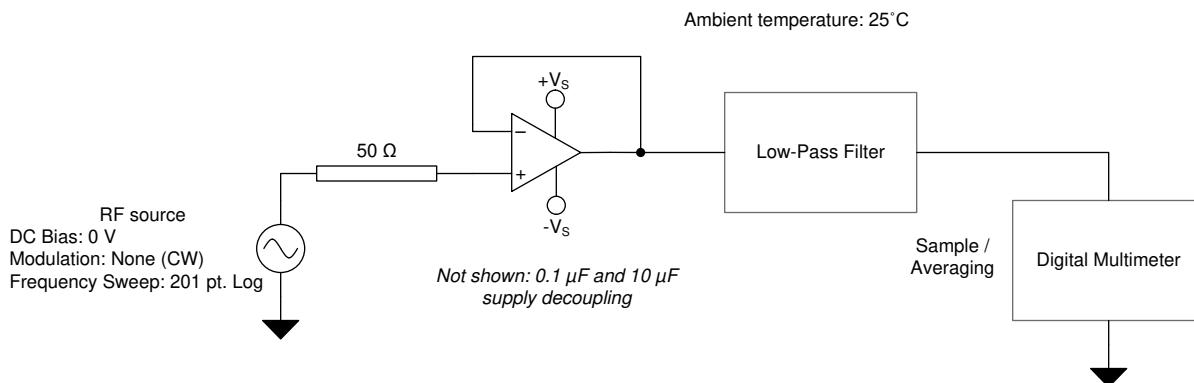 Ambient temperature: 25˚C
+VS
50 Ω
−
+
-VS
Low-Pass Filter
RF source
DC Bias: 0 V
Modulation: None (CW)
Frequency Sweep: 201 pt. Log
Not shown: 0.1 µF and 10 µF
supply decoupling
Sample /
Averaging
Digital Multimeter